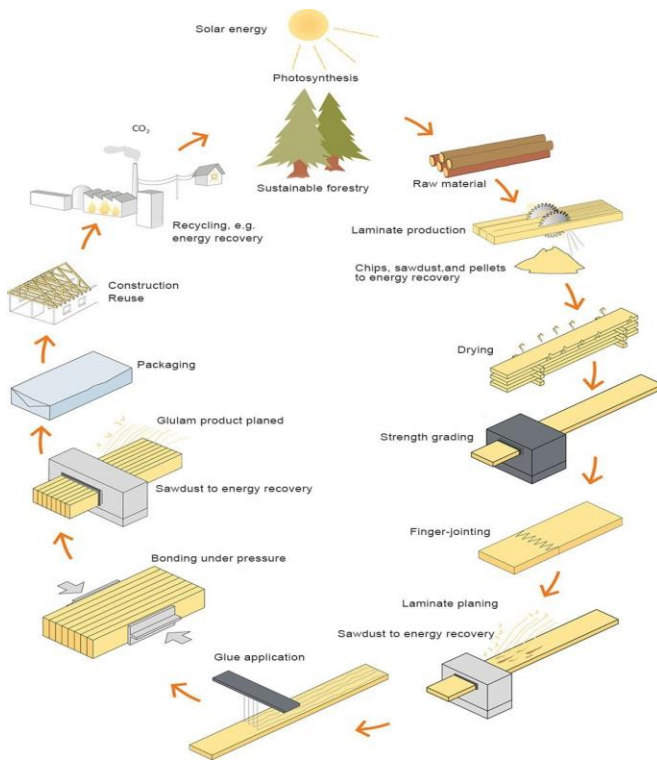 Solar energy
Photosynthesis
Sustainable forestry
Raw material
Laminate production
Chips, sawdust,and pellets
to energy recovery
Drying
Strength grading
Finger-jointing
Laminate planing
Sawdust to energy recovery
Glue application
Bonding under pressure
Glulam product planed
Sawdust to energy recovery
Packaging
Construction
Reuse
Recycling, e.g.
energy recovery
CO₂